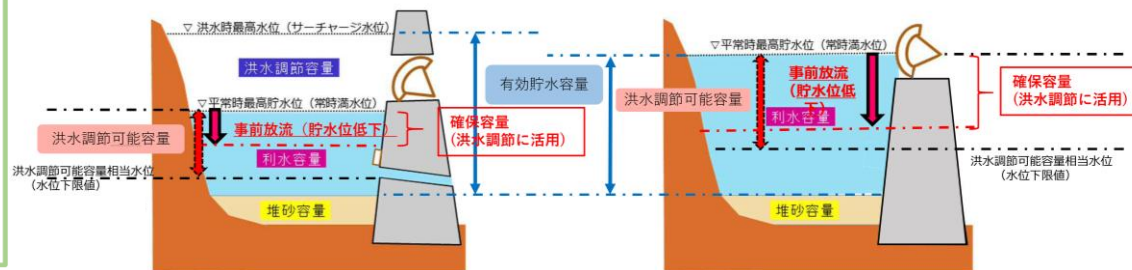 ▽ 洪水時最高水位（サーチャージ水位）
洪水調節容量
▽平常時最高貯水位（常時満水位）
洪水調節可能容量
事前放流（貯水位低下）
確保容量
（洪水調節に活用）
利水容量
洪水調節可能容量相当水位
（水位下限値）
堆砂容量
有効貯水容量
▽平常時最高貯水位（常時満水位）
洪水調節可能容量
事前放流
（貯水位低
下）
利水容量
確保容量
（洪水調節に活用）
洪水調節可能容量相当水位
（水位下限値）
堆砂容量